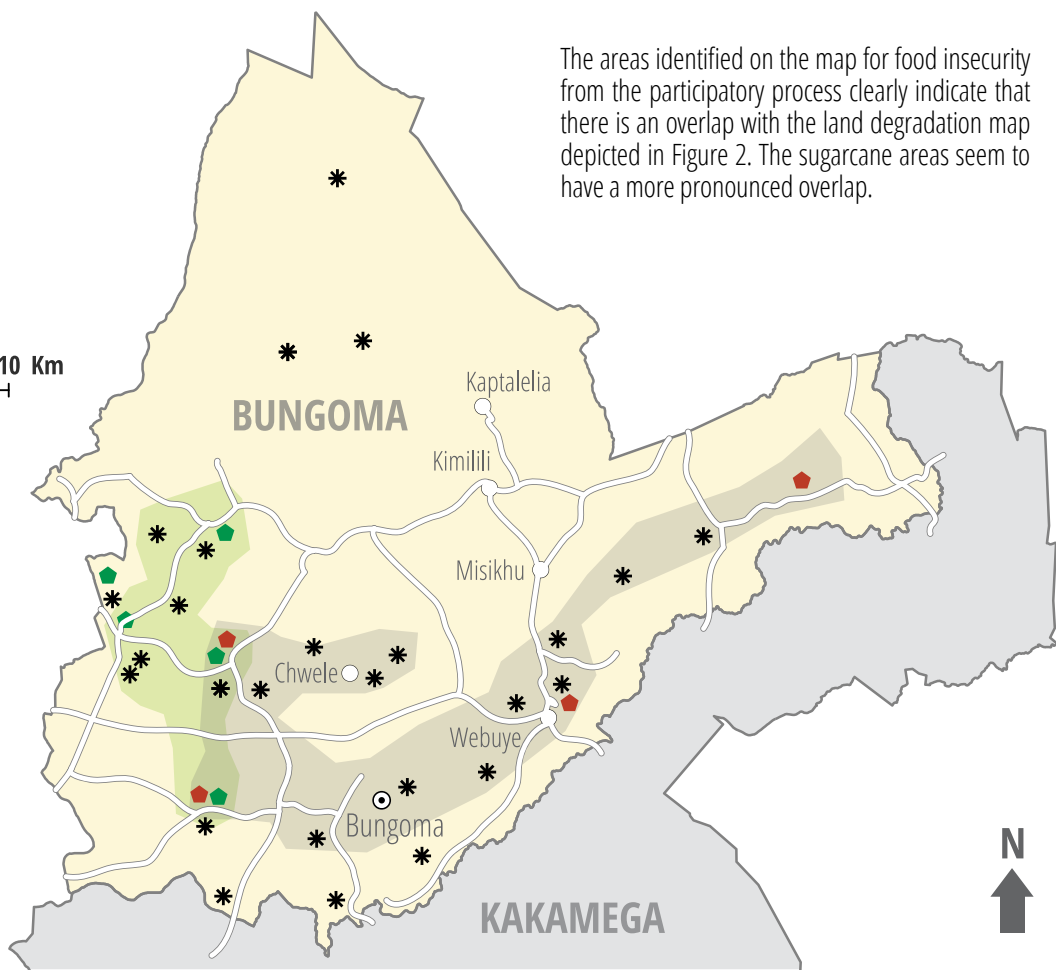 The areas identified on the map for food insecurity
from the participatory process clearly indicate that
there is an overlap with the land degradation map
depicted in Figure 2. The sugarcane areas seem to
have a more pronounced overlap.
10 Km
Kaptalelia
BUNGOMA
Kimilili
Misikhu
Chwele
Webuye
Bungoma
N
KAKAMEGA